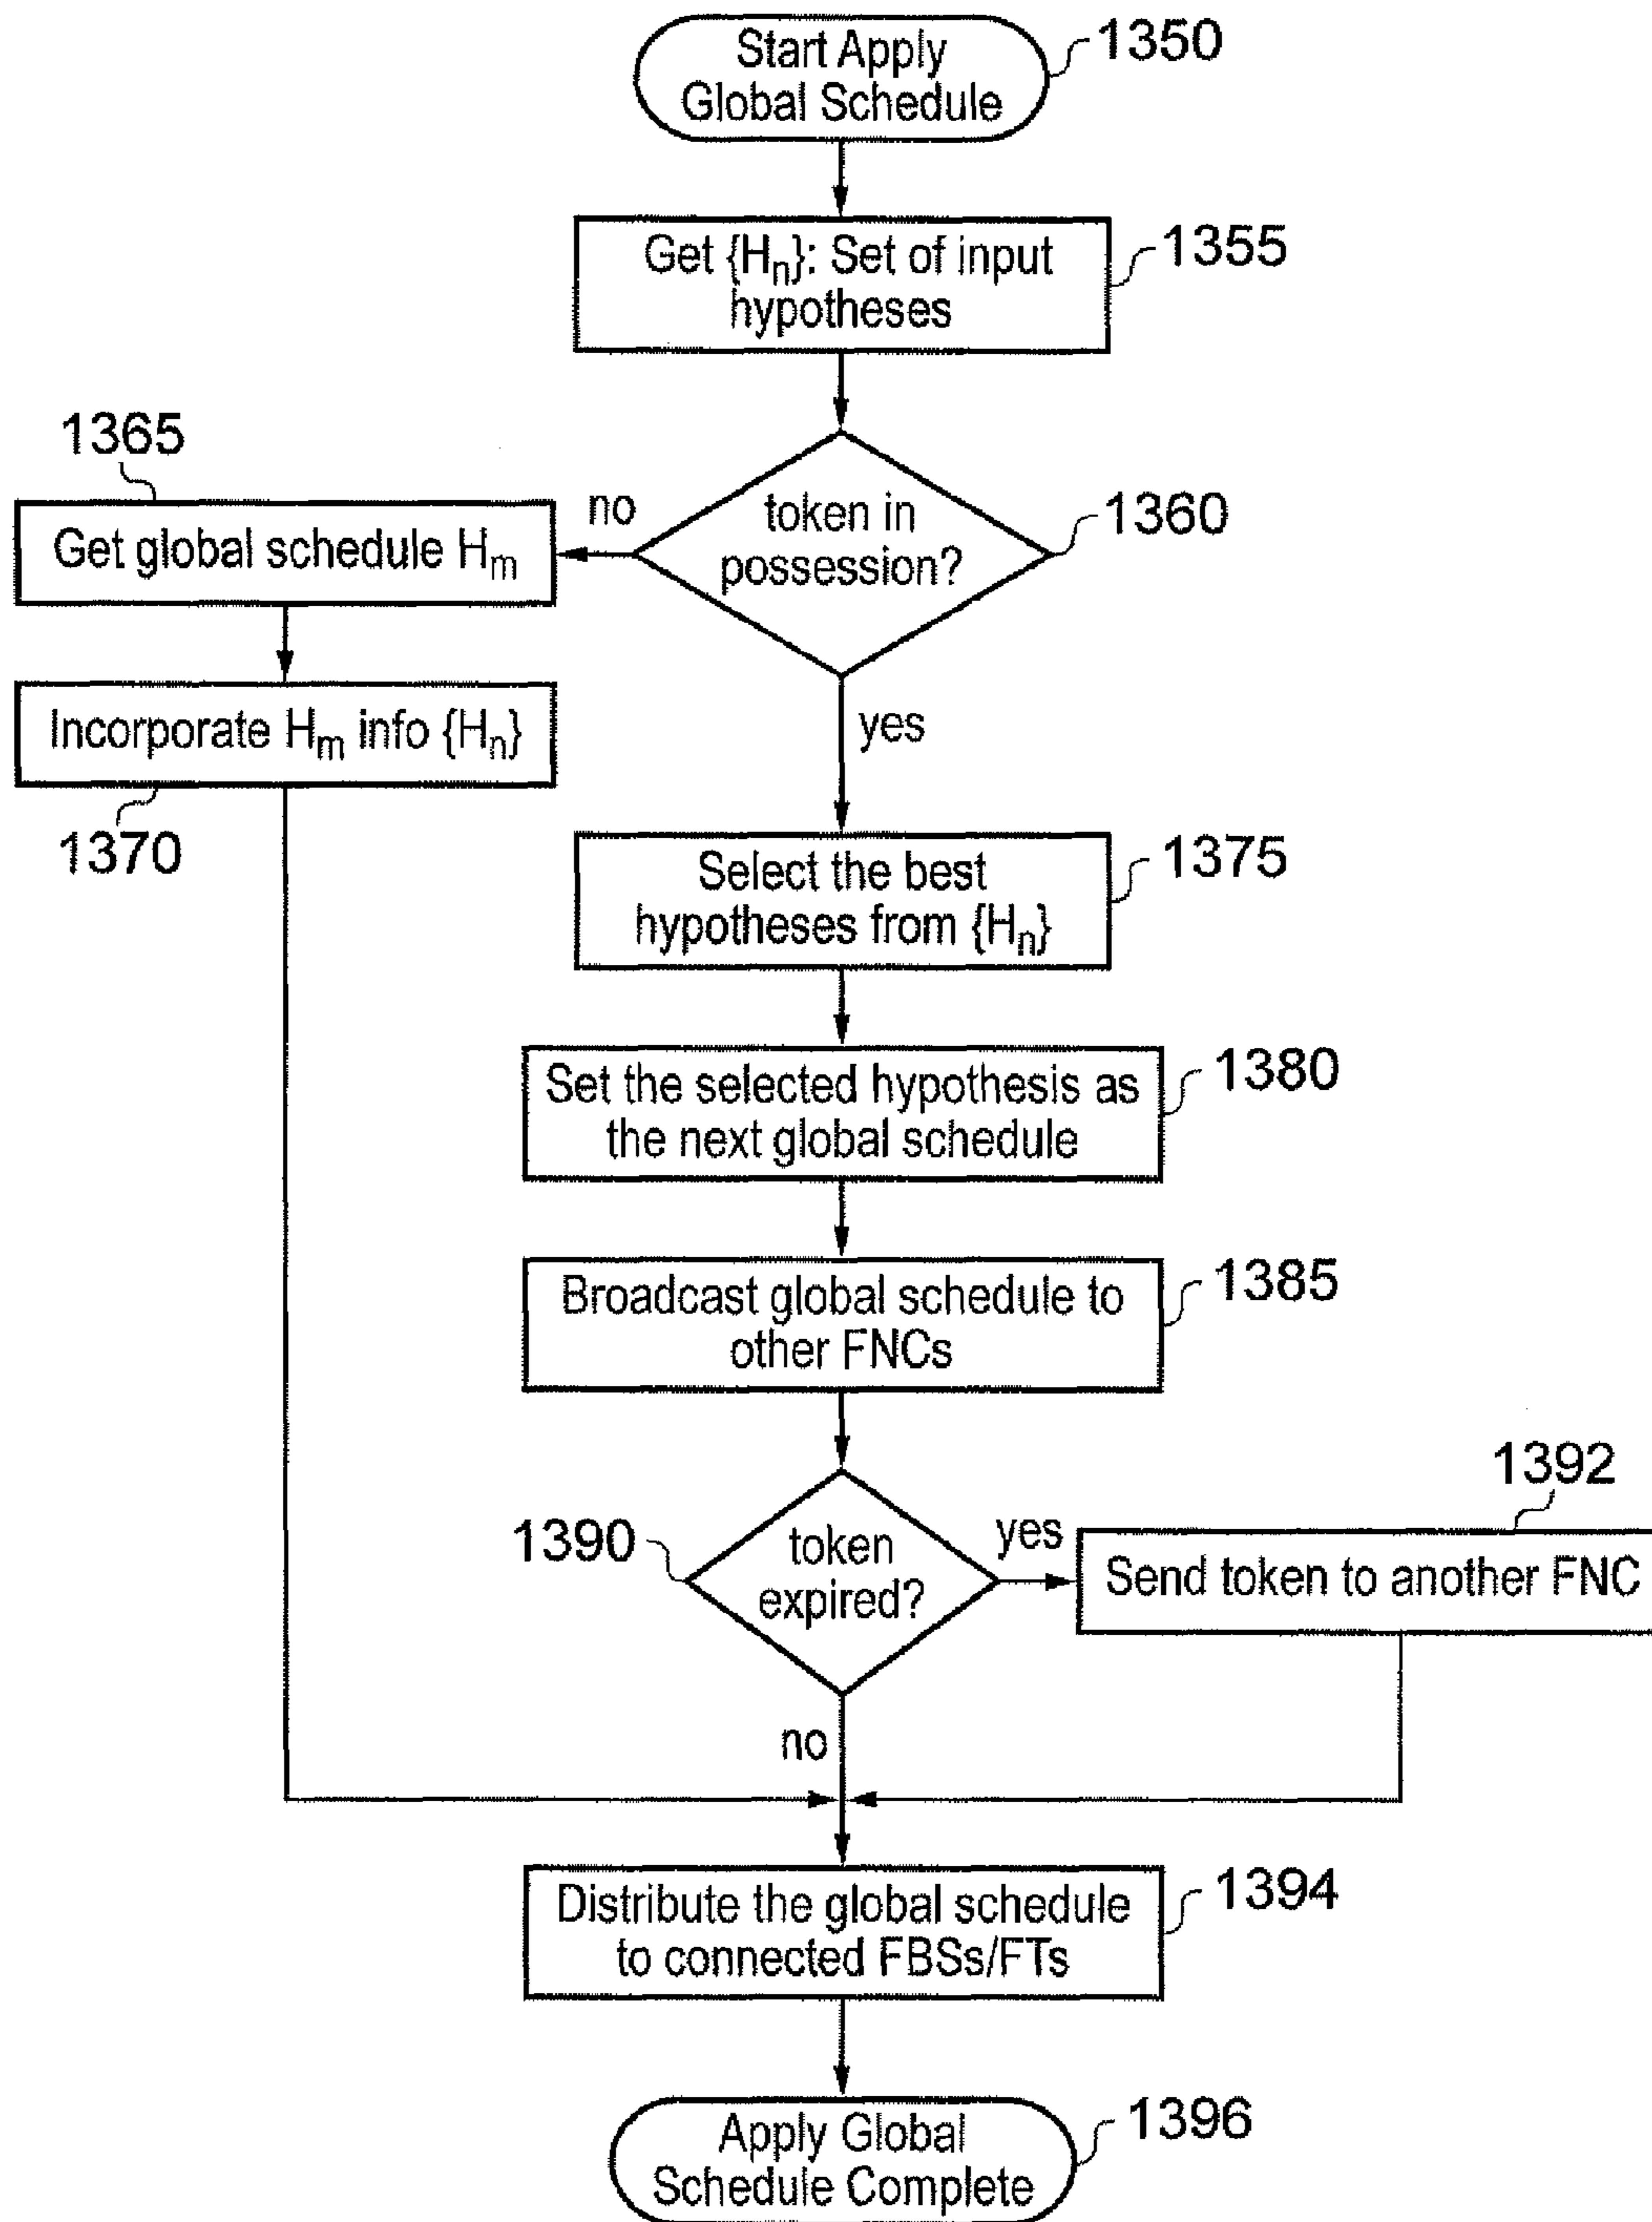 Start Apply
Global Schedule
1350
Get {Hn}: Set of input
hypotheses
1355
token in
possession?
1360
no
yes
1365
Get global schedule Hm
Incorporate Hm info {Hn}
1370
Select the best
hypotheses from {Hn}
1375
Set the selected hypothesis as
the next global schedule
1380
Broadcast global schedule to
other FNCs
1385
1390
token
expired?
yes
no
1392
Send token to another FNC
Distribute the global schedule
to connected FBSs/FTs
1394
Apply Global
Schedule Complete
1396